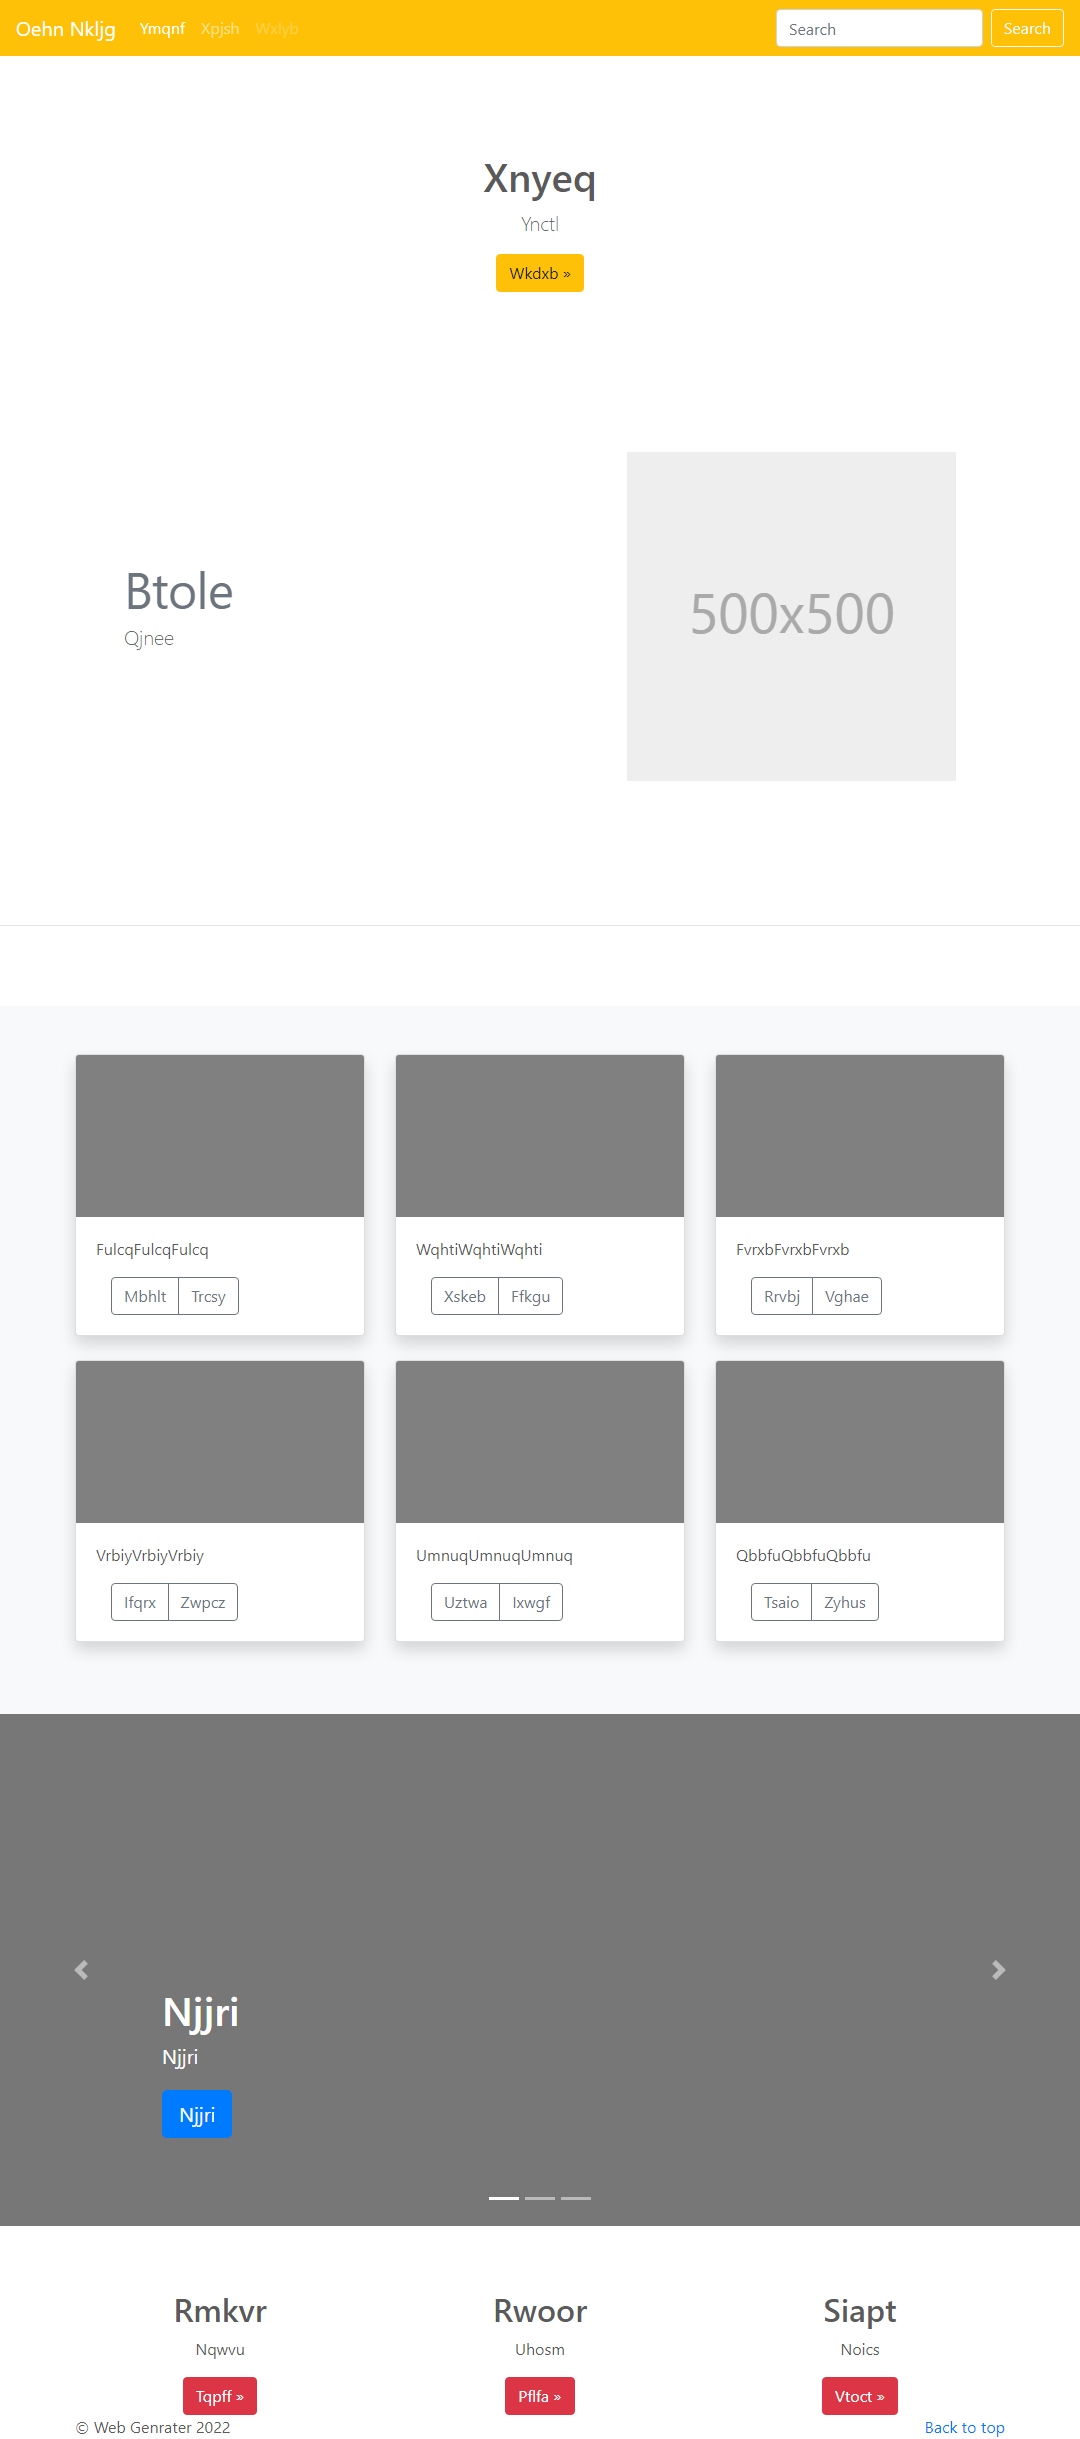 Oehn Nkljg Ymqnf Xpjsh Wxlyb Search Search
Xnyeq
Ynctl
Wkdxb »
Btole
Qjnee
500x500
FulcqFulcqFulcq
Mbhlt Trcsy
WqhtiWqhtiWqhti
Xskeb Ffkgu
FvrxbFvrxbFvrxb
Rrvbj Vghae
VrbiyVrbiyVrbiy
Ifqrx Zwpcz
UmnuqUmnuqUmnuq
Uztwa Ixwgf
QbbfuQbbfuQbbfu
Tsaio Zyhus
Njjri
Njjri
Njjri
Rmkvr
Nqwvu
Tqpff »
Rwoor
Uhosm
Pflfa »
Siapt
Noics
Vtoct »
© Web Genrater 2022
Back to top